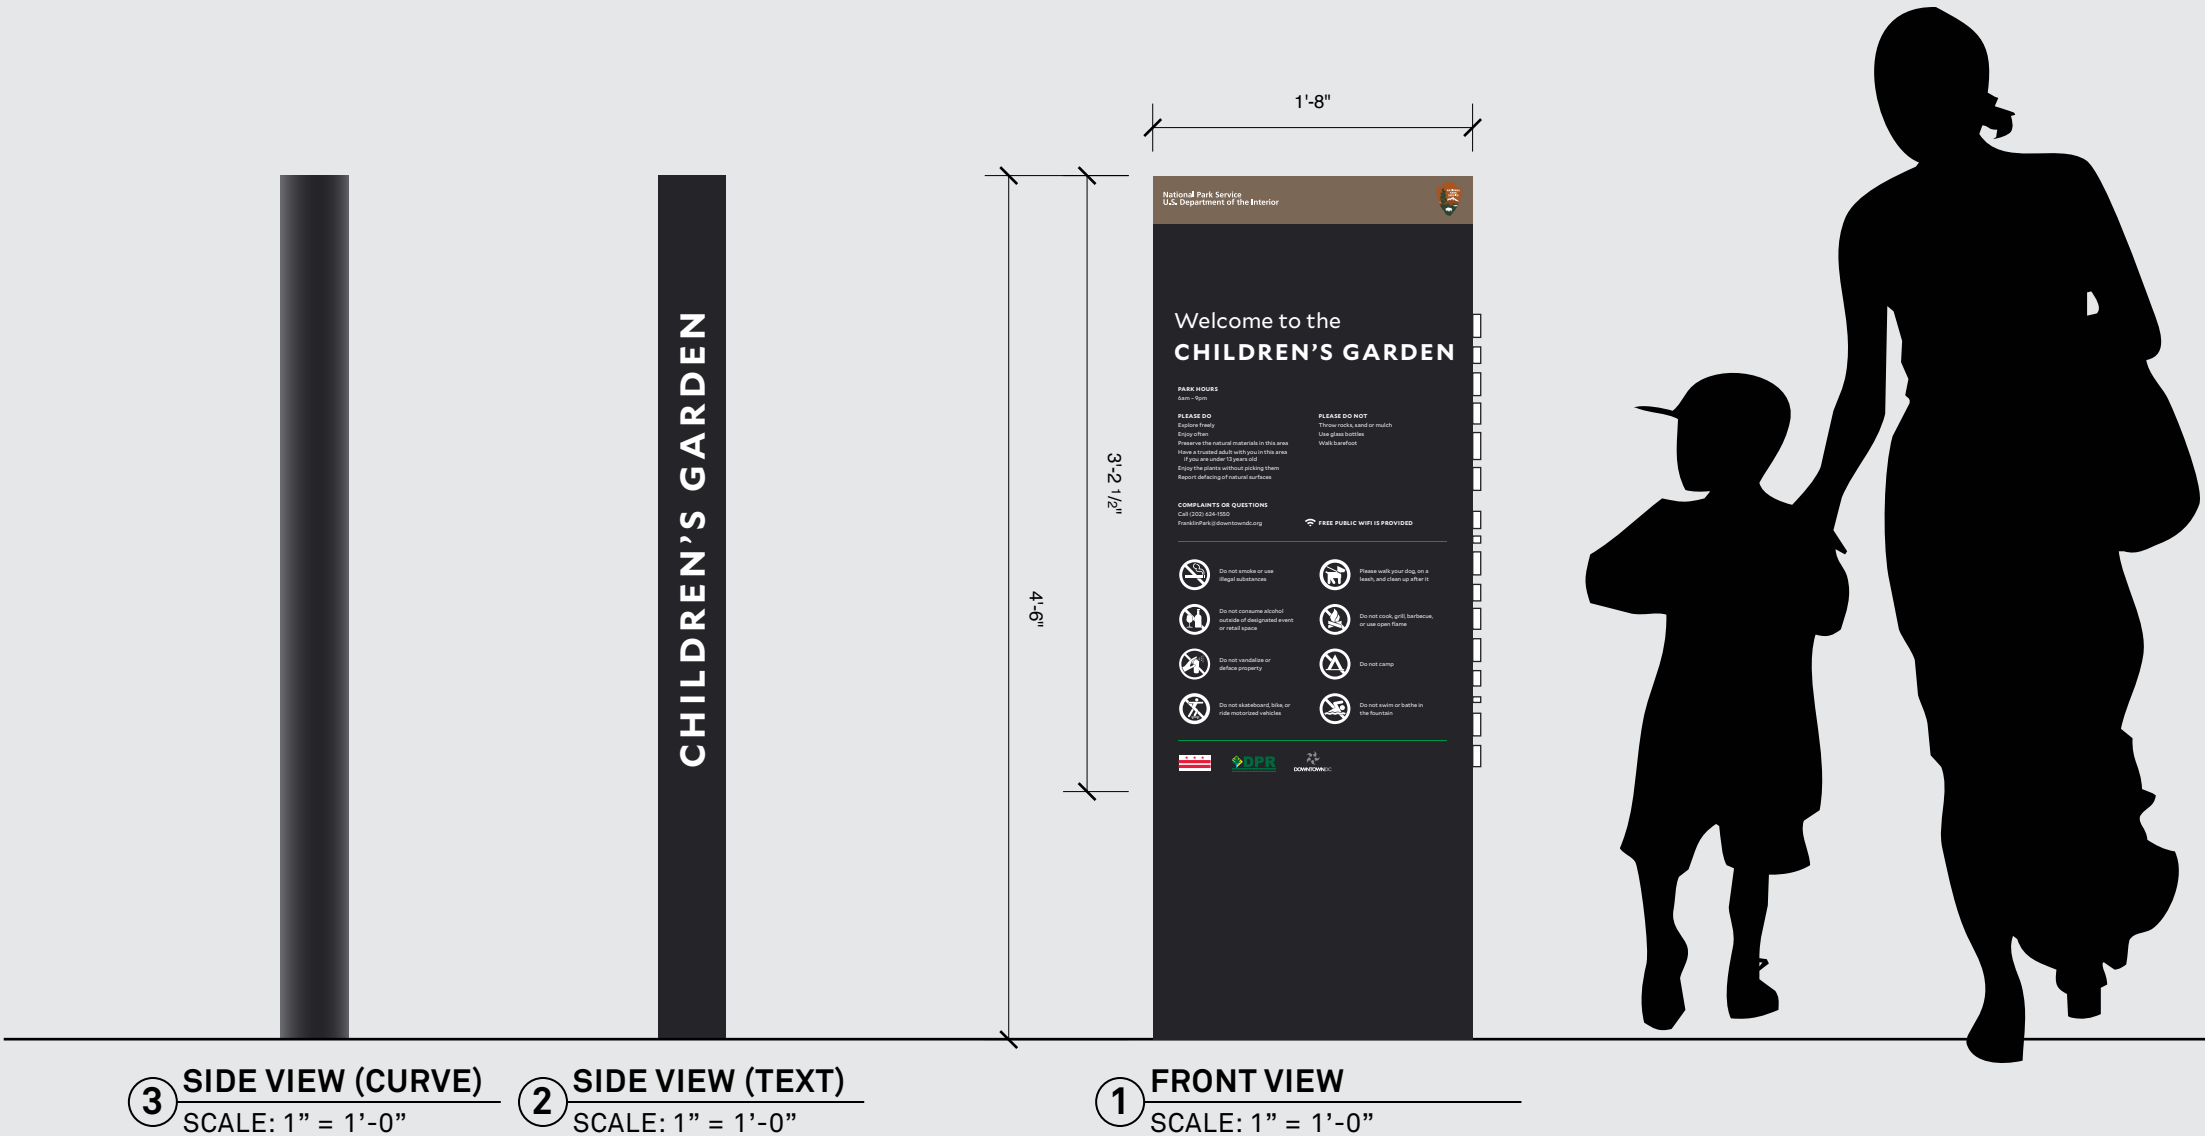 1'-8"
National Park Service
U.S. Department of the Interior
Welcome to the
CHILDREN'S GARDEN
PARK HOURS
6am – 9pm
PLEASE DO
Explore freely
Enjoy often
Preserve the natural materials in this area
Have a trusted adult with you in this area
if you are under 13 years old
Enjoy the plants without picking them
Report defacing of natural surfaces
PLEASE DO NOT
Throw rocks, sand or mulch
Use glass bottles
Walk barefoot
COMPLAINTS OR QUESTIONS
Call (202) 624-1550
FranklinPark@downtowndc.org
FREE PUBLIC WIFI IS PROVIDED
Do not smoke or use
illegal substances
Please walk your dog, on a
leash, and clean up after it
Do not consume alcohol
outside of designated event
or retail space
Do not cook, grill, barbecue,
or use open flame
Do not vandalize or
deface property
Do not camp
Do not skateboard, bike, or
ride motorized vehicles
Do not swim or bathe in
the fountain
DPR
DOWNTOWNDC
CHILDREN'S GARDEN
3'-2 1/2"
4'-6"
3 SIDE VIEW (CURVE)
SCALE: 1” = 1’-0”
2 SIDE VIEW (TEXT)
SCALE: 1” = 1’-0”
1 FRONT VIEW
SCALE: 1” = 1’-0”